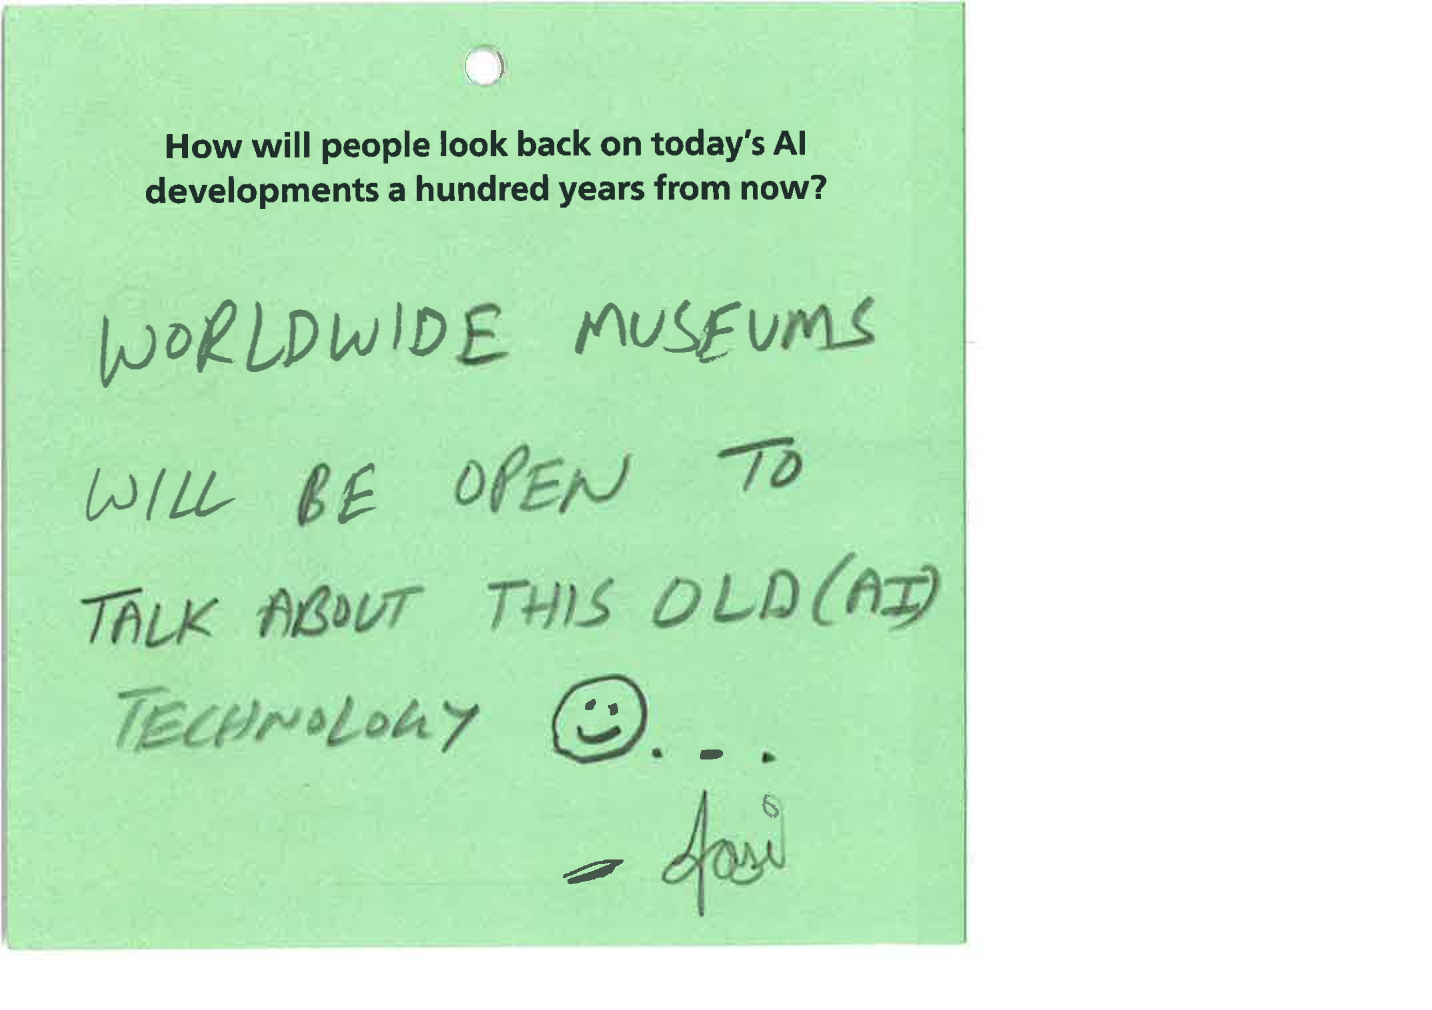 How will people look back on today's AI
developments a hundred years from now?
WORLDWIDE MUSEUMS
WILL BE OPEN TO
TALK ABOUT THIS OLD (AI)
TECHNOLOGY ☺. - .
-